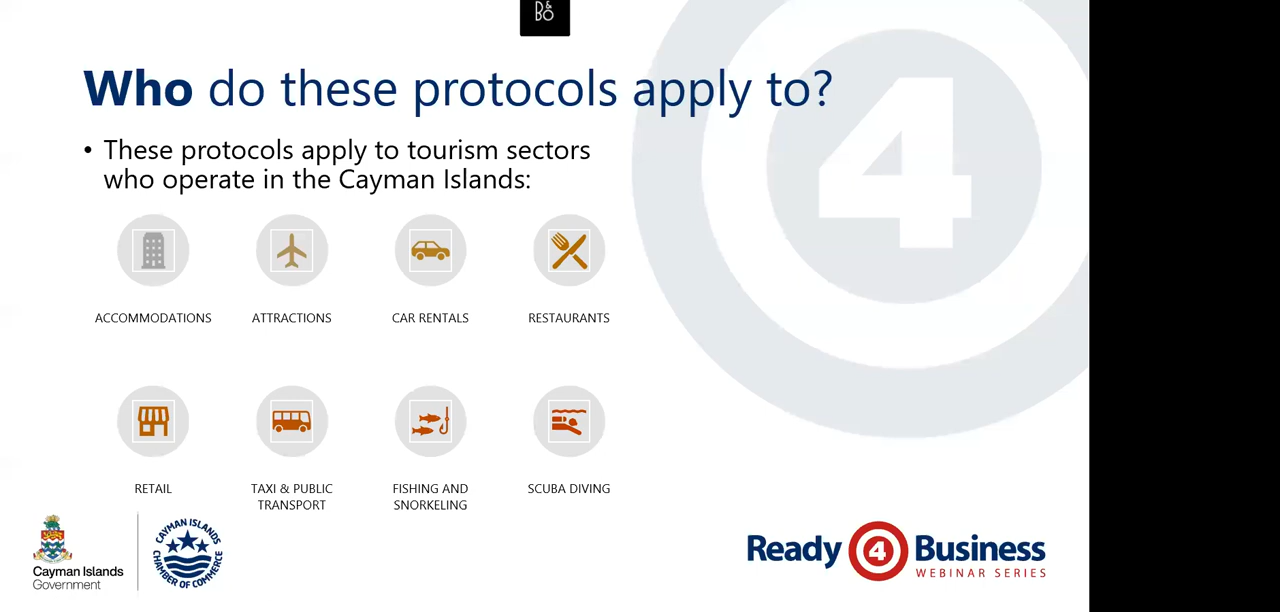 B&O
Who do these protocols apply to?
• These protocols apply to tourism sectors
who operate in the Cayman Islands:
ACCOMMODATIONS
ATTRACTIONS
CAR RENTALS
RESTAURANTS
RETAIL
TAXI & PUBLIC
TRANSPORT
FISHING AND
SNORKELING
SCUBA DIVING
4
Cayman Islands
Government
CAYMAN ISLANDS
CHAMBER OF COMMERCE
Ready 4 Business
WEBINAR SERIES